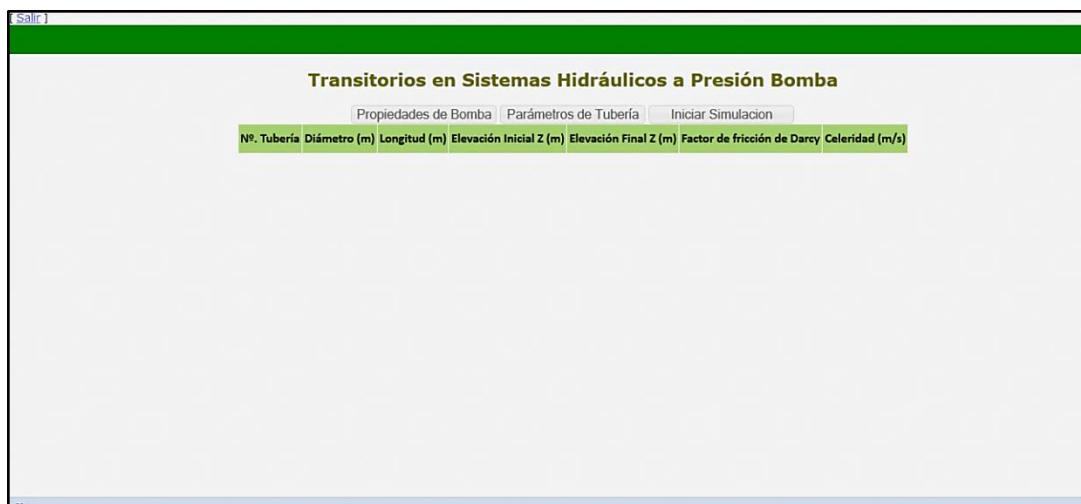 [ Salir ]
Transitorios en Sistemas Hidráulicos a Presión Bomba
Propiedades de Bomba Parámetros de Tubería Iniciar Simulacion
Nº. Tubería Diámetro (m) Longitud (m) Elevación Inicial Z (m) Elevación Final Z (m) Factor de fricción de Darcy Celeridad (m/s)